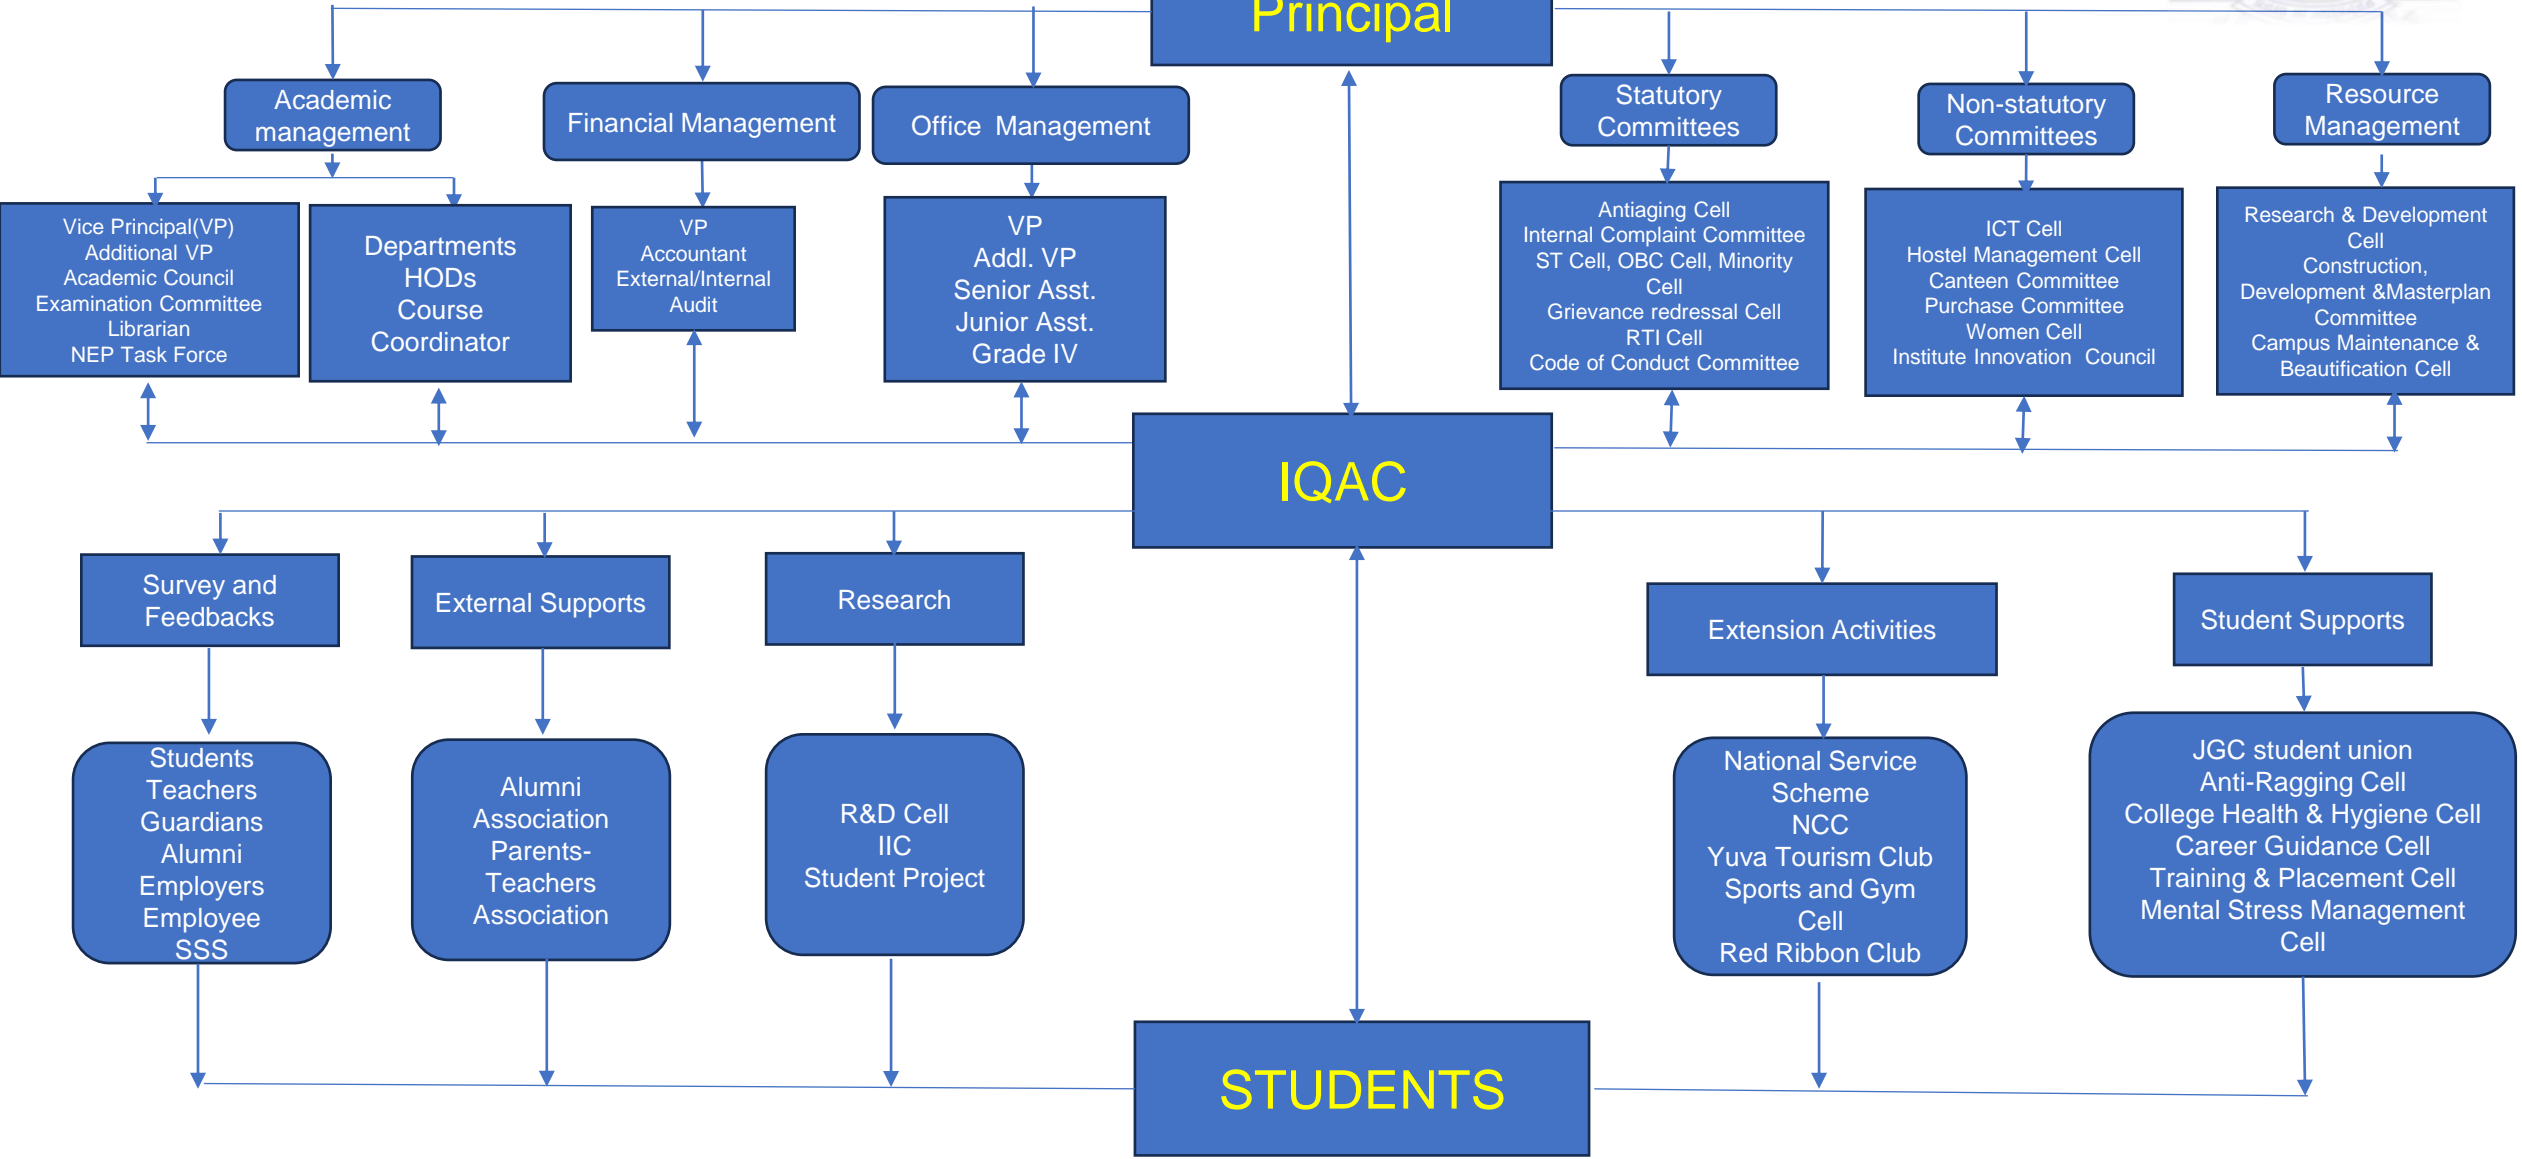 Principal
Academic
management
Financial Management
Office  Management
Statutory
Committees
Non-statutory
Committees
Resource
Management
Vice Principal(VP)
Additional VP
Academic Council
Examination Committee
Librarian
NEP Task Force
Departments
HODs
Course
Coordinator
VP
Accountant
External/Internal
Audit
VP
Addl. VP
Senior Asst.
Junior Asst.
Grade IV
Antiaging Cell
Internal Complaint Committee
ST Cell, OBC Cell, Minority
Cell
Grievance redressal Cell
RTI Cell
Code of Conduct Committee
ICT Cell
Hostel Management Cell
Canteen Committee
Purchase Committee
Women Cell
Institute Innovation  Council
Research & Development
Cell
Construction,
Development &Masterplan
Committee
Campus Maintenance &
Beautification Cell
IQAC
Survey and
Feedbacks
External Supports
Research
Extension Activities
Student Supports
Students
Teachers
Guardians
Alumni
Employers
Employee
SSS
Alumni
Association
Parents-
Teachers
Association
R&D Cell
IIC
Student Project
National Service
Scheme
NCC
Yuva Tourism Club
Sports and Gym
Cell
Red Ribbon Club
JGC student union
Anti-Ragging Cell
College Health & Hygiene Cell
Career Guidance Cell
Training & Placement Cell
Mental Stress Management
Cell
STUDENTS